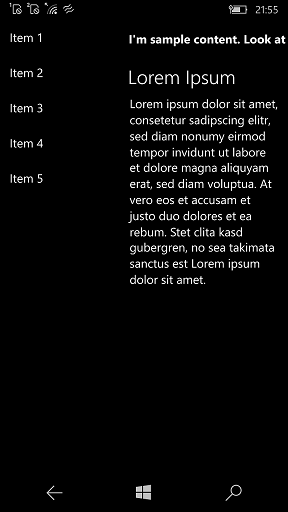 21:55
Item 1
Item 2
Item 3
Item 4
Item 5
I'm sample content. Look at
Lorem Ipsum
Lorem ipsum dolor sit amet,
consetetur sadipscing elitr,
sed diam nonumy eirmod
tempor invidunt ut labore
et dolore magna aliquyam
erat, sed diam voluptua. At
vero eos et accusam et
justo duo dolores et ea
rebum. Stet clita kasd
gubergren, no sea takimata
sanctus est Lorem ipsum
dolor sit amet.